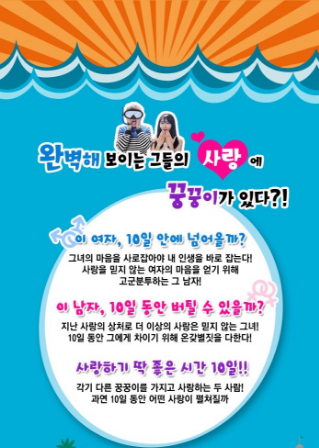 완벽해 보이는 그들의 사랑에
꿍꿍이가 있다?!
이 여자, 10일 안에 넘어올까?
그녀의 마음을 사로잡아야 내 인생을 바로 잡는다!
사랑을 믿지 않는 여자의 마음을 얻기 위해
고군분투하는 그 남자!
이 남자, 10일 동안 버틸 수 있을까?
지난 사랑의 상처로 더 이상의 사랑은 믿지 않는 그녀!
10일 동안 그에게 차이기 위해 온갖별짓을 다한다!
사랑하기 딱 좋은 시간 10일!!
각기 다른 꿍꿍이를 가지고 사랑하는 두 사람!
과연 10일 동안 어떤 사랑이 펼쳐질까